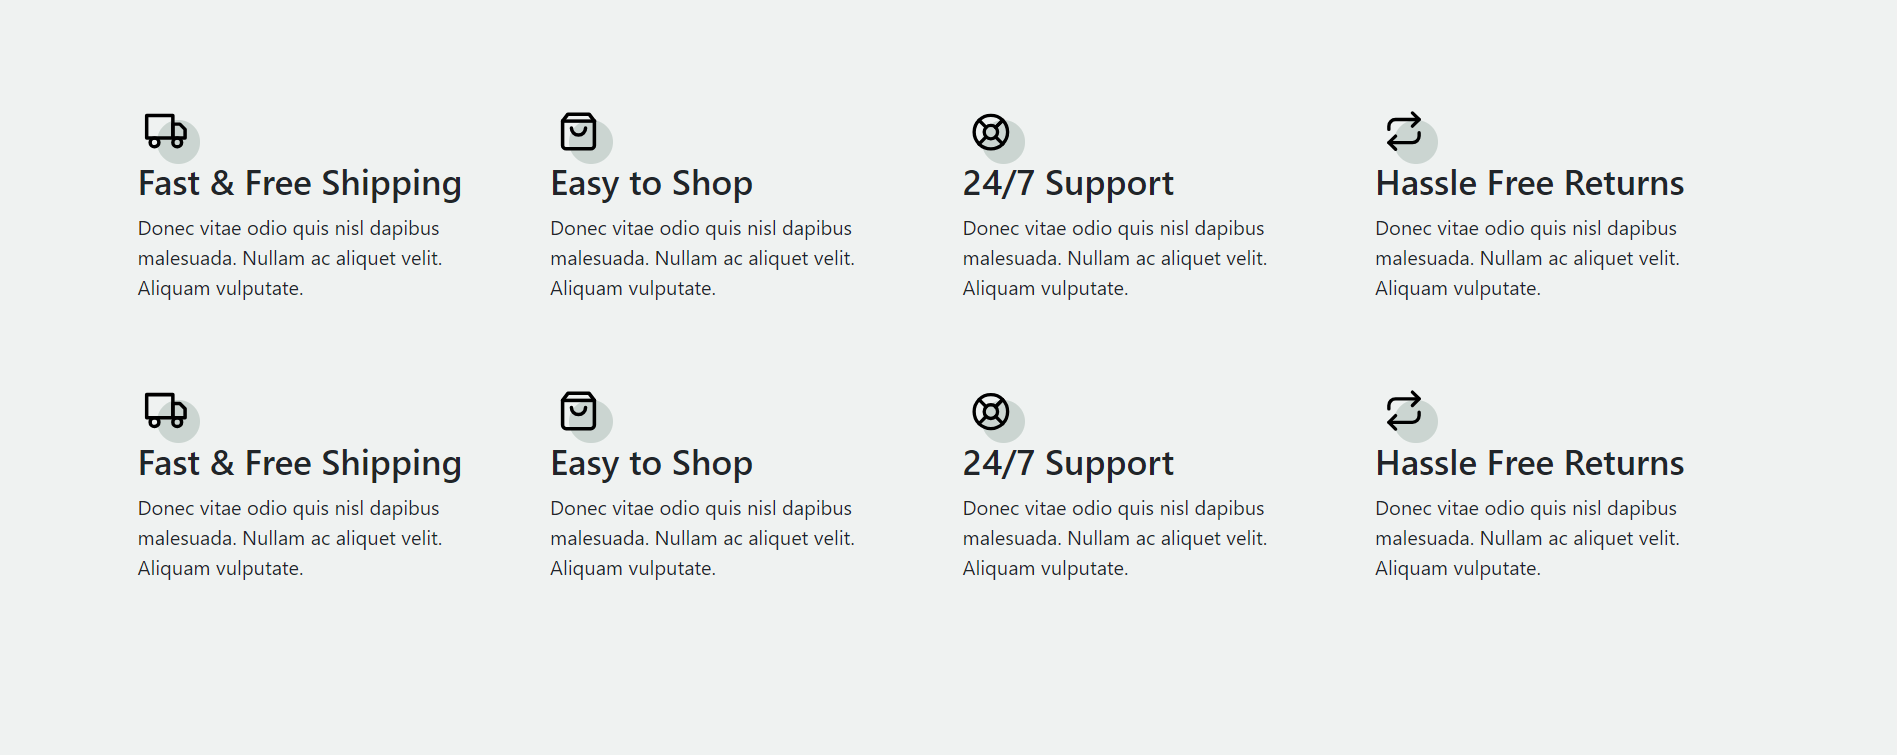 Fast & Free Shipping
Donec vitae odio quis nisl dapibus
malesuada. Nullam ac aliquet velit.
Aliquam vulputate.
Easy to Shop
Donec vitae odio quis nisl dapibus
malesuada. Nullam ac aliquet velit.
Aliquam vulputate.
24/7 Support
Donec vitae odio quis nisl dapibus
malesuada. Nullam ac aliquet velit.
Aliquam vulputate.
Hassle Free Returns
Donec vitae odio quis nisl dapibus
malesuada. Nullam ac aliquet velit.
Aliquam vulputate.
Fast & Free Shipping
Donec vitae odio quis nisl dapibus
malesuada. Nullam ac aliquet velit.
Aliquam vulputate.
Easy to Shop
Donec vitae odio quis nisl dapibus
malesuada. Nullam ac aliquet velit.
Aliquam vulputate.
24/7 Support
Donec vitae odio quis nisl dapibus
malesuada. Nullam ac aliquet velit.
Aliquam vulputate.
Hassle Free Returns
Donec vitae odio quis nisl dapibus
malesuada. Nullam ac aliquet velit.
Aliquam vulputate.